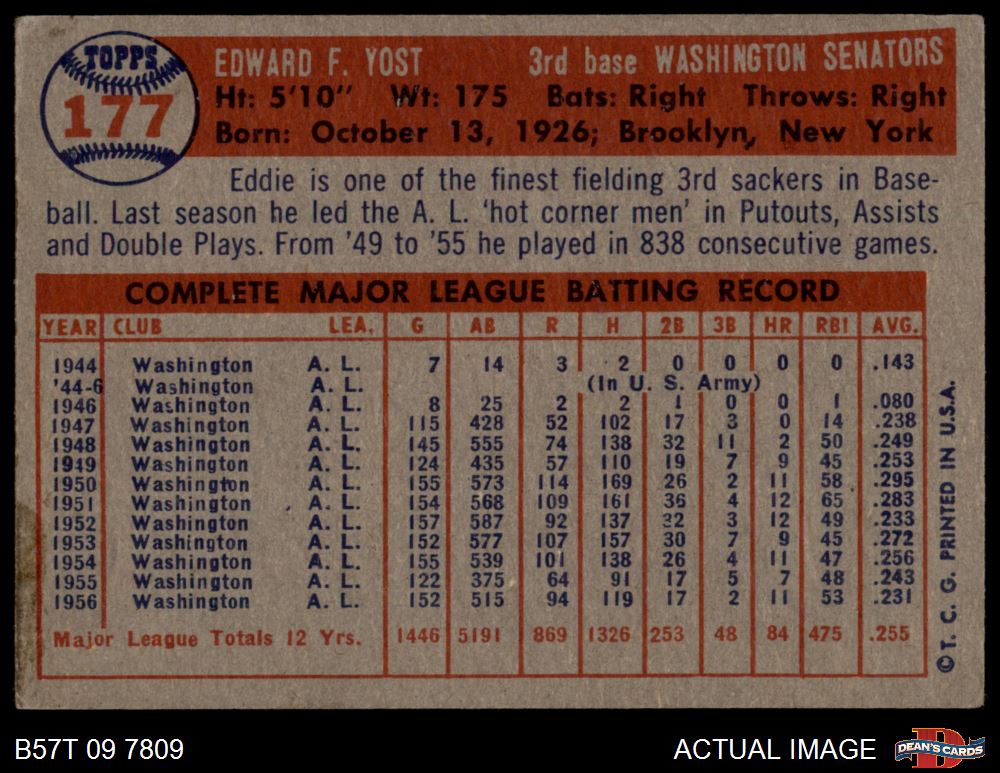 TOPPS
177
EDWARD F. YOST 3rd base WASHINGTON SENATORS
Ht: 5'10" Wt: 175 Bats: Right Throws: Right
Born: October 13, 1926; Brooklyn, New York
Eddie is one of the finest fielding 3rd sackers in Base-
ball. Last season he led the A. L. 'hot corner men' in Putouts, Assists
and Double Plays. From '49 to '55 he played in 838 consecutive games.
COMPLETE MAJOR LEAGUE BATTING RECORD
YEAR CLUB LEA. G AB R H 2B 3B HR RBI AVG.
1944 Washington A. L. 7 14 3 2 0 0 0 0 .143
'44-6 Washington A. L. (In U. S. Army)
1946 Washington A. L. 8 25 2 2 1 0 0 1 .080
1947 Washington A. L. 115 428 52 102 17 3 0 14 .238
1948 Washington A. L. 145 555 74 138 32 11 2 50 .249
1949 Washington A. L. 124 435 57 110 19 7 9 45 .253
1950 Washington A. L. 155 573 114 169 26 2 11 58 .295
1951 Washington A. L. 154 568 109 161 36 4 12 65 .283
1952 Washington A. L. 157 587 92 137 32 3 12 49 .233
1953 Washington A. L. 152 577 107 157 30 7 9 45 .272
1954 Washington A. L. 155 539 101 138 26 4 11 47 .256
1955 Washington A. L. 122 375 64 91 17 5 7 48 .243
1956 Washington A. L. 152 515 94 119 17 2 11 53 .231
Major League Totals 12 Yrs. 1446 5191 869 1326 253 48 84 475 .255
© T. C. G. PRINTED IN U.S.A.
B57T 09 7809
ACTUAL IMAGE
D
DEAN'S CARDS